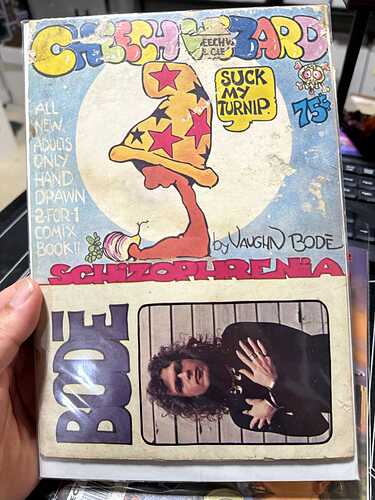 CHEECH WIZARD
SUCK
MY
TURNIP.
75¢
ALL
NEW
ADULTS
ONLY
HAND
DRAWN
2-FOR-1
COMIX
BOOK!!
by VAUGHN BODĒ
SCHIZOPHRENIA
BODĒ